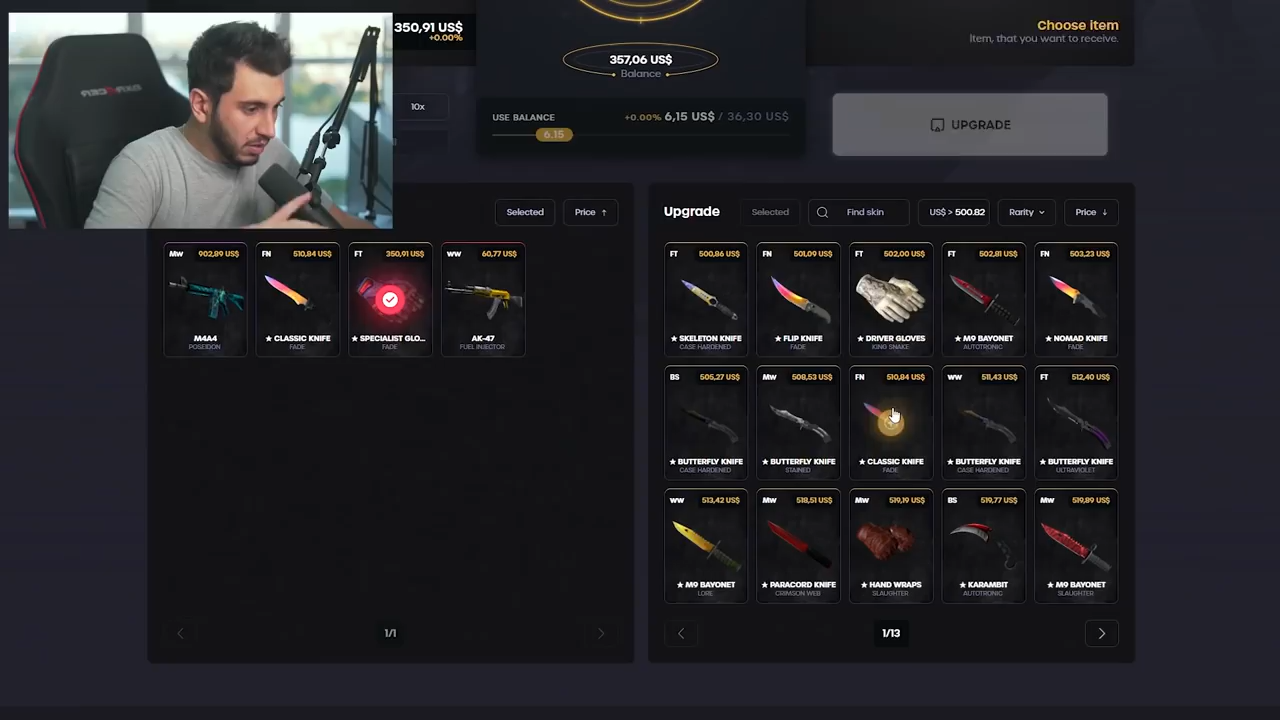 350,91 US$
+0.00%
357,06 US$
Balance
Choose item
Item, that you want to receive.
10x
USE BALANCE
+0.00% 6,15 US$ / 36,30 US$
6.15
UPGRADE
Selected
Price ↑
Upgrade
Selected
Find skin
US$ > 500.82
Rarity
Price ↓
MW 902,89 US$
M4A4
POSEIDON
FN 510,84 US$
★ CLASSIC KNIFE
FADE
FT 350,91 US$
★ SPECIALIST GLO...
FADE
WW 60,77 US$
AK-47
FUEL INJECTOR
FT 500,86 US$
★ SKELETON KNIFE
CASE HARDENED
FN 501,09 US$
★ FLIP KNIFE
FADE
FT 502,00 US$
★ DRIVER GLOVES
KING SNAKE
FT 502,81 US$
★ M9 BAYONET
AUTOTRONIC
FN 503,23 US$
★ NOMAD KNIFE
FADE
BS 505,27 US$
★ BUTTERFLY KNIFE
CASE HARDENED
MW 508,53 US$
★ BUTTERFLY KNIFE
STAINED
FN 510,84 US$
★ CLASSIC KNIFE
FADE
WW 511,43 US$
★ BUTTERFLY KNIFE
CASE HARDENED
FT 512,40 US$
★ BUTTERFLY KNIFE
ULTRAVIOLET
WW 513,42 US$
★ M9 BAYONET
LORE
MW 518,51 US$
★ PARACORD KNIFE
CRIMSON WEB
MW 519,19 US$
★ HAND WRAPS
SLAUGHTER
BS 519,77 US$
★ KARAMBIT
AUTOTRONIC
MW 519,89 US$
★ M9 BAYONET
SLAUGHTER
1/1
1/13